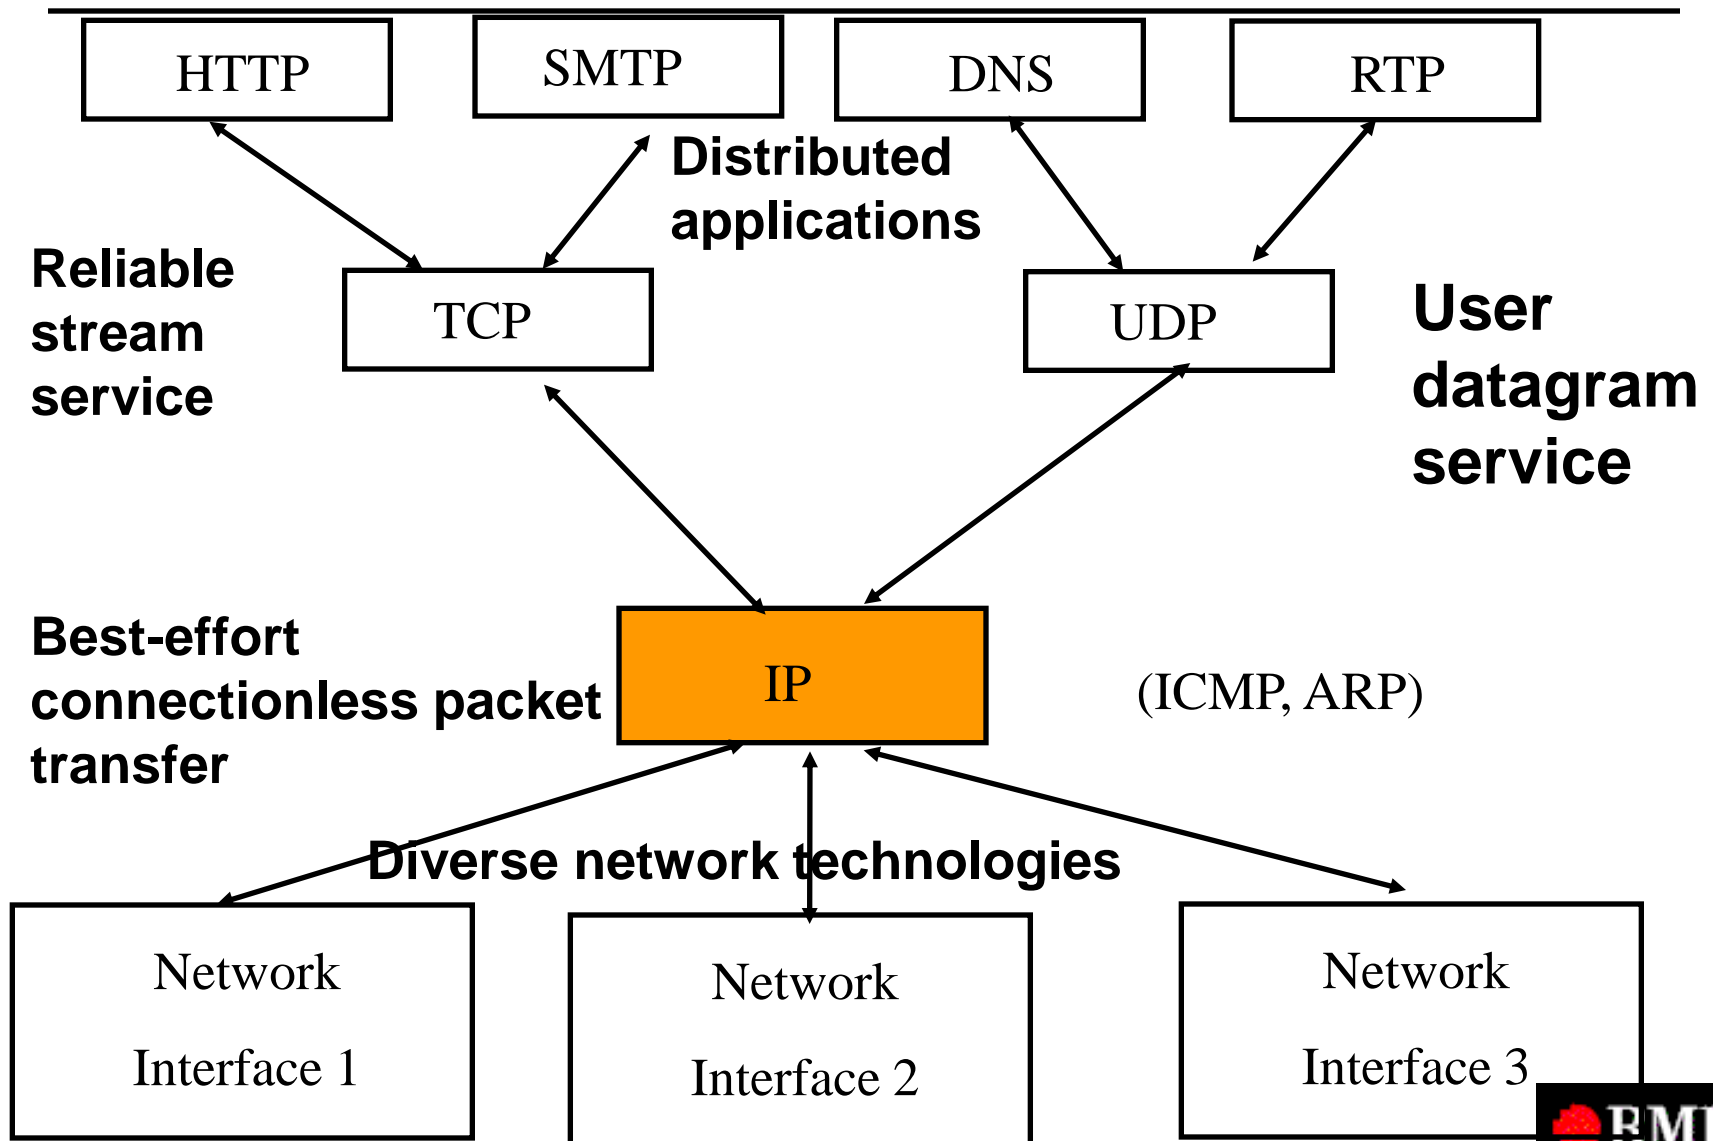 HTTP
SMTP
DNS
RTP
Distributed
applications
Reliable
stream
service
TCP
UDP
User
datagram
service
Best-effort
connectionless packet
transfer
IP
(ICMP, ARP)
Diverse network technologies
Network
Interface 1
Network
Interface 2
Network
Interface 3